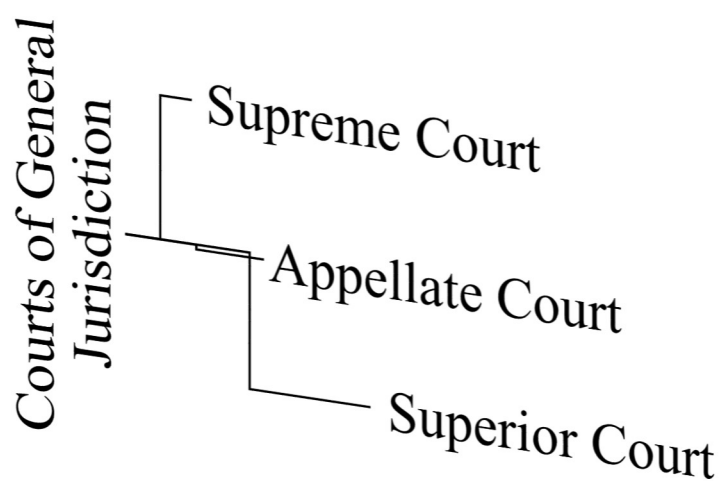 Courts of General
Jurisdiction
Supreme Court
Appellate Court
Superior Court